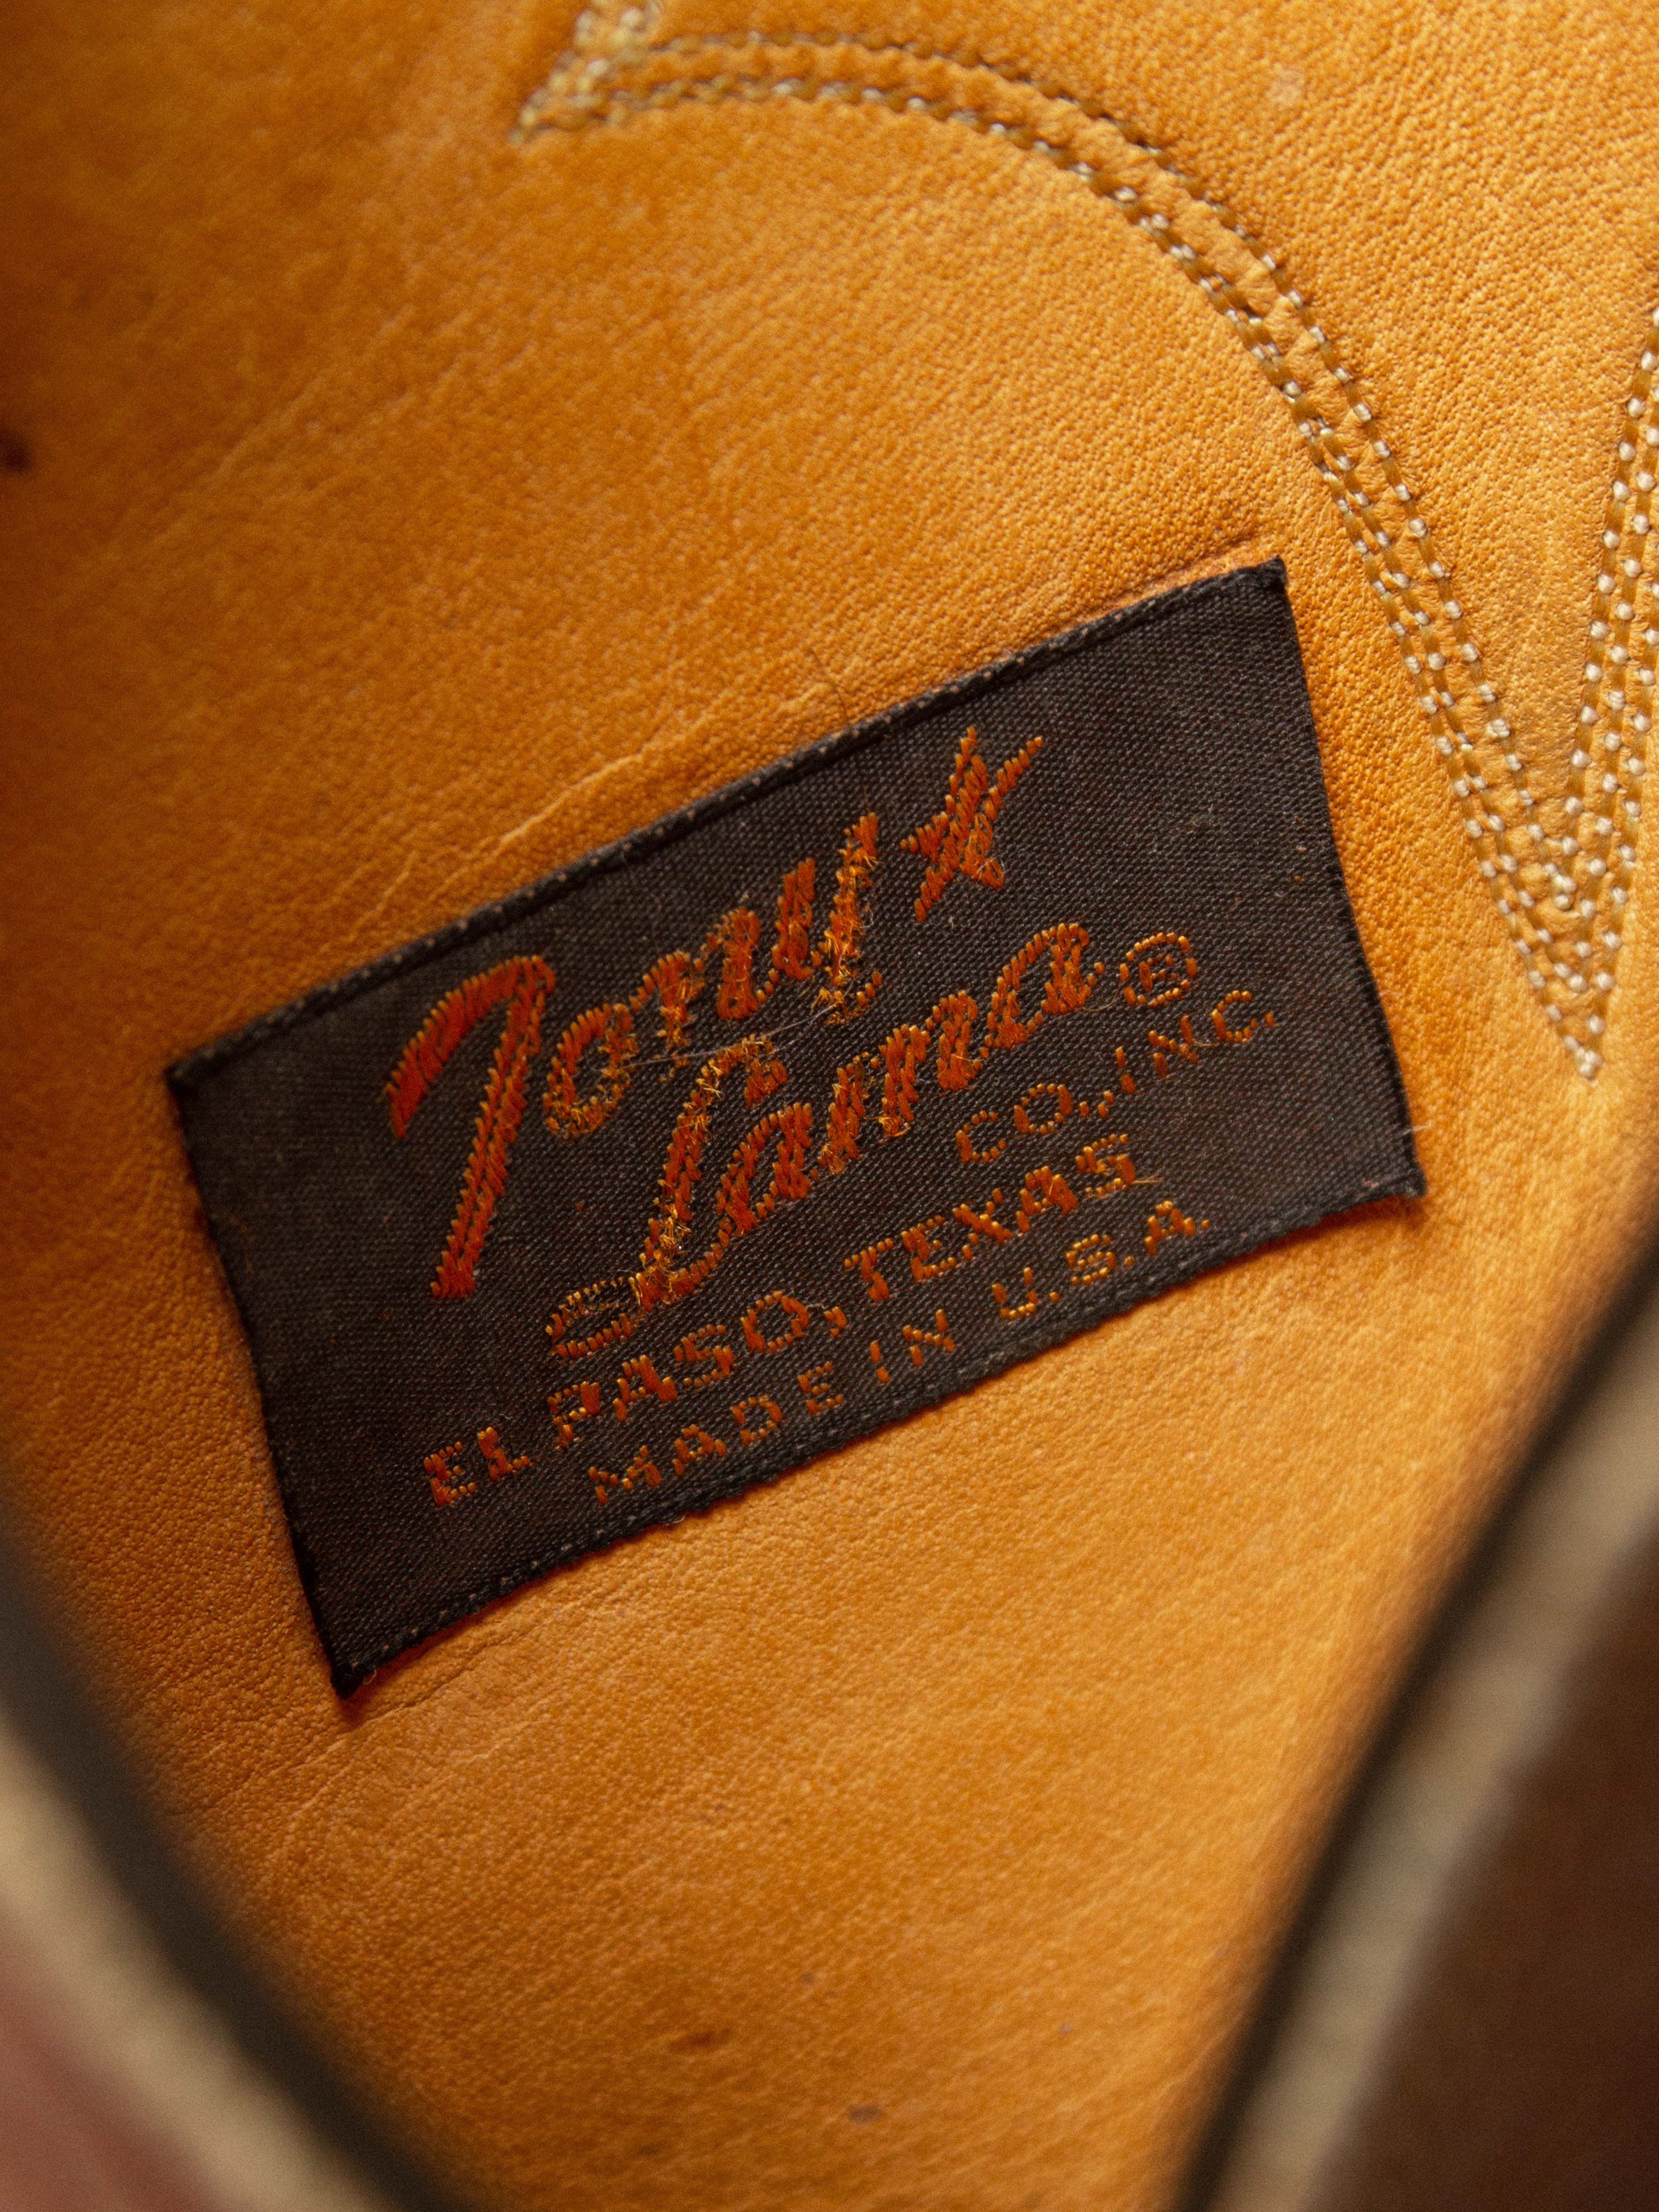 Tony
Lama®
CO., INC.
EL PASO, TEXAS
MADE IN U.S.A.